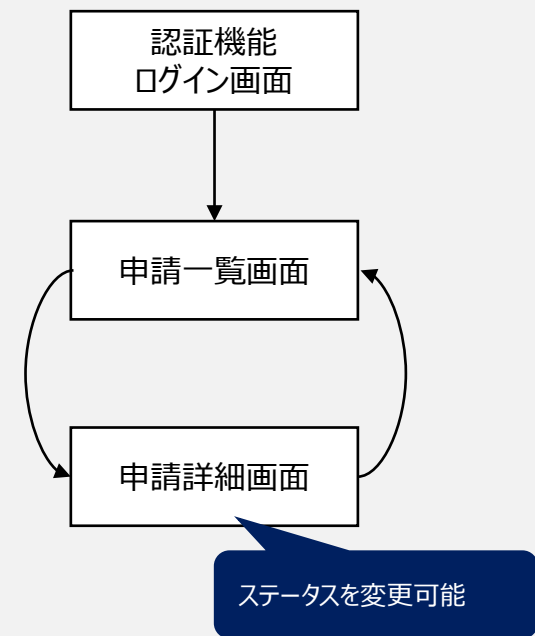 認証機能
ログイン画面
申請一覧画面
申請詳細画面
ステータスを変更可能